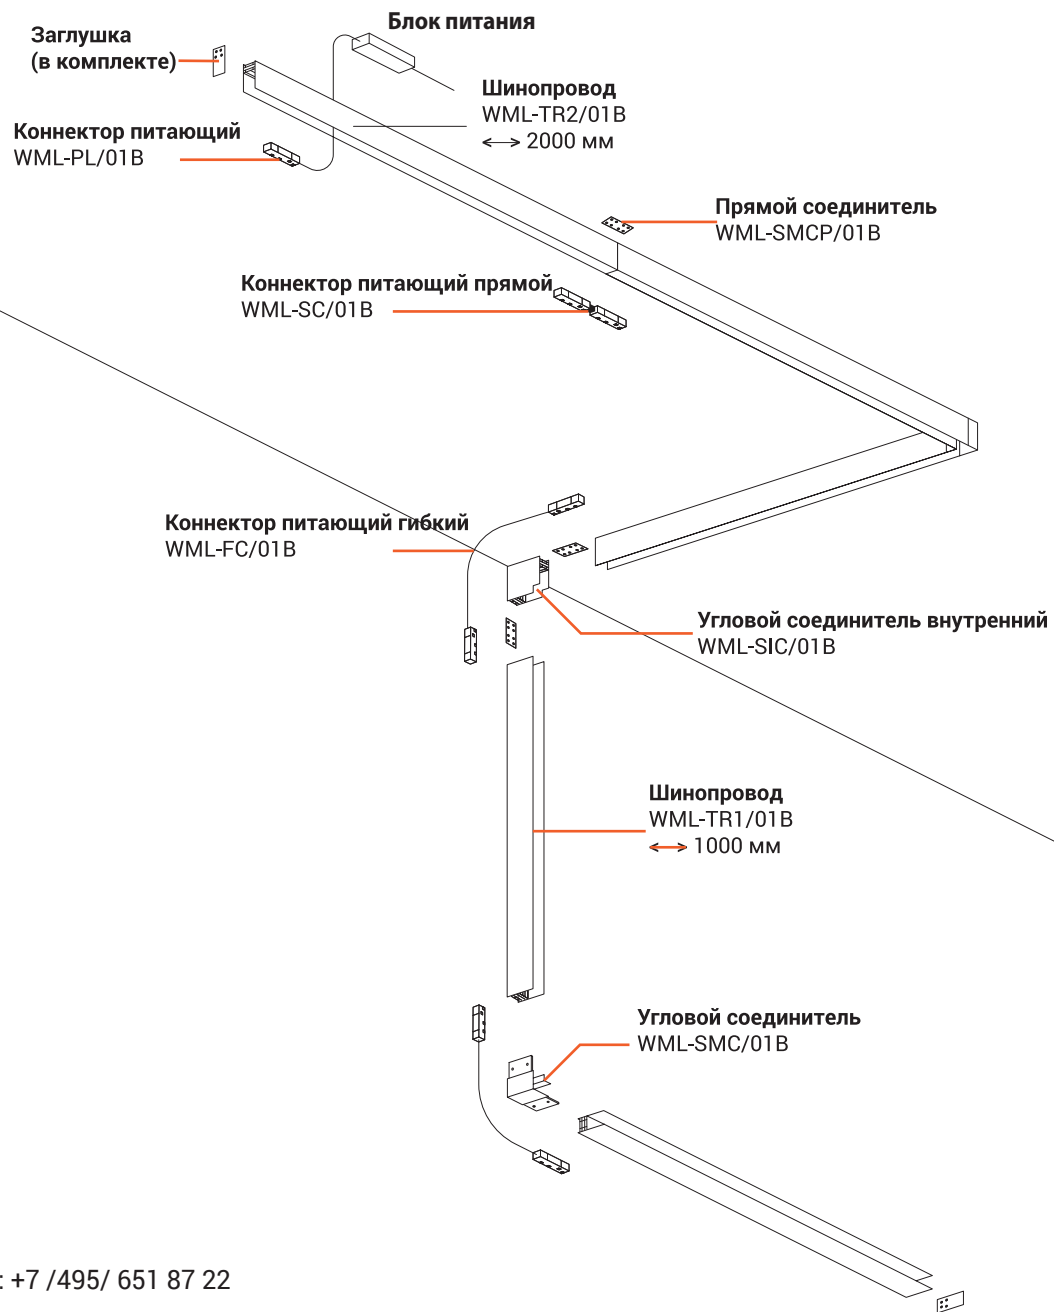 Блок питания
Заглушка
(в комплекте)
Шинопровод
WML-TR2/01B
2000 мм
Коннектор питающий
WML-PL/01B
Прямой соединитель
WML-SMCP/01B
Коннектор питающий прямой
WML-SC/01B
Коннектор питающий гибкий
WML-FC/01B
Угловой соединитель внутренний
WML-SIC/01B
Шинопровод
WML-TR1/01B
1000 мм
Угловой соединитель
WML-SMC/01B
: +7 /495/ 651 87 22